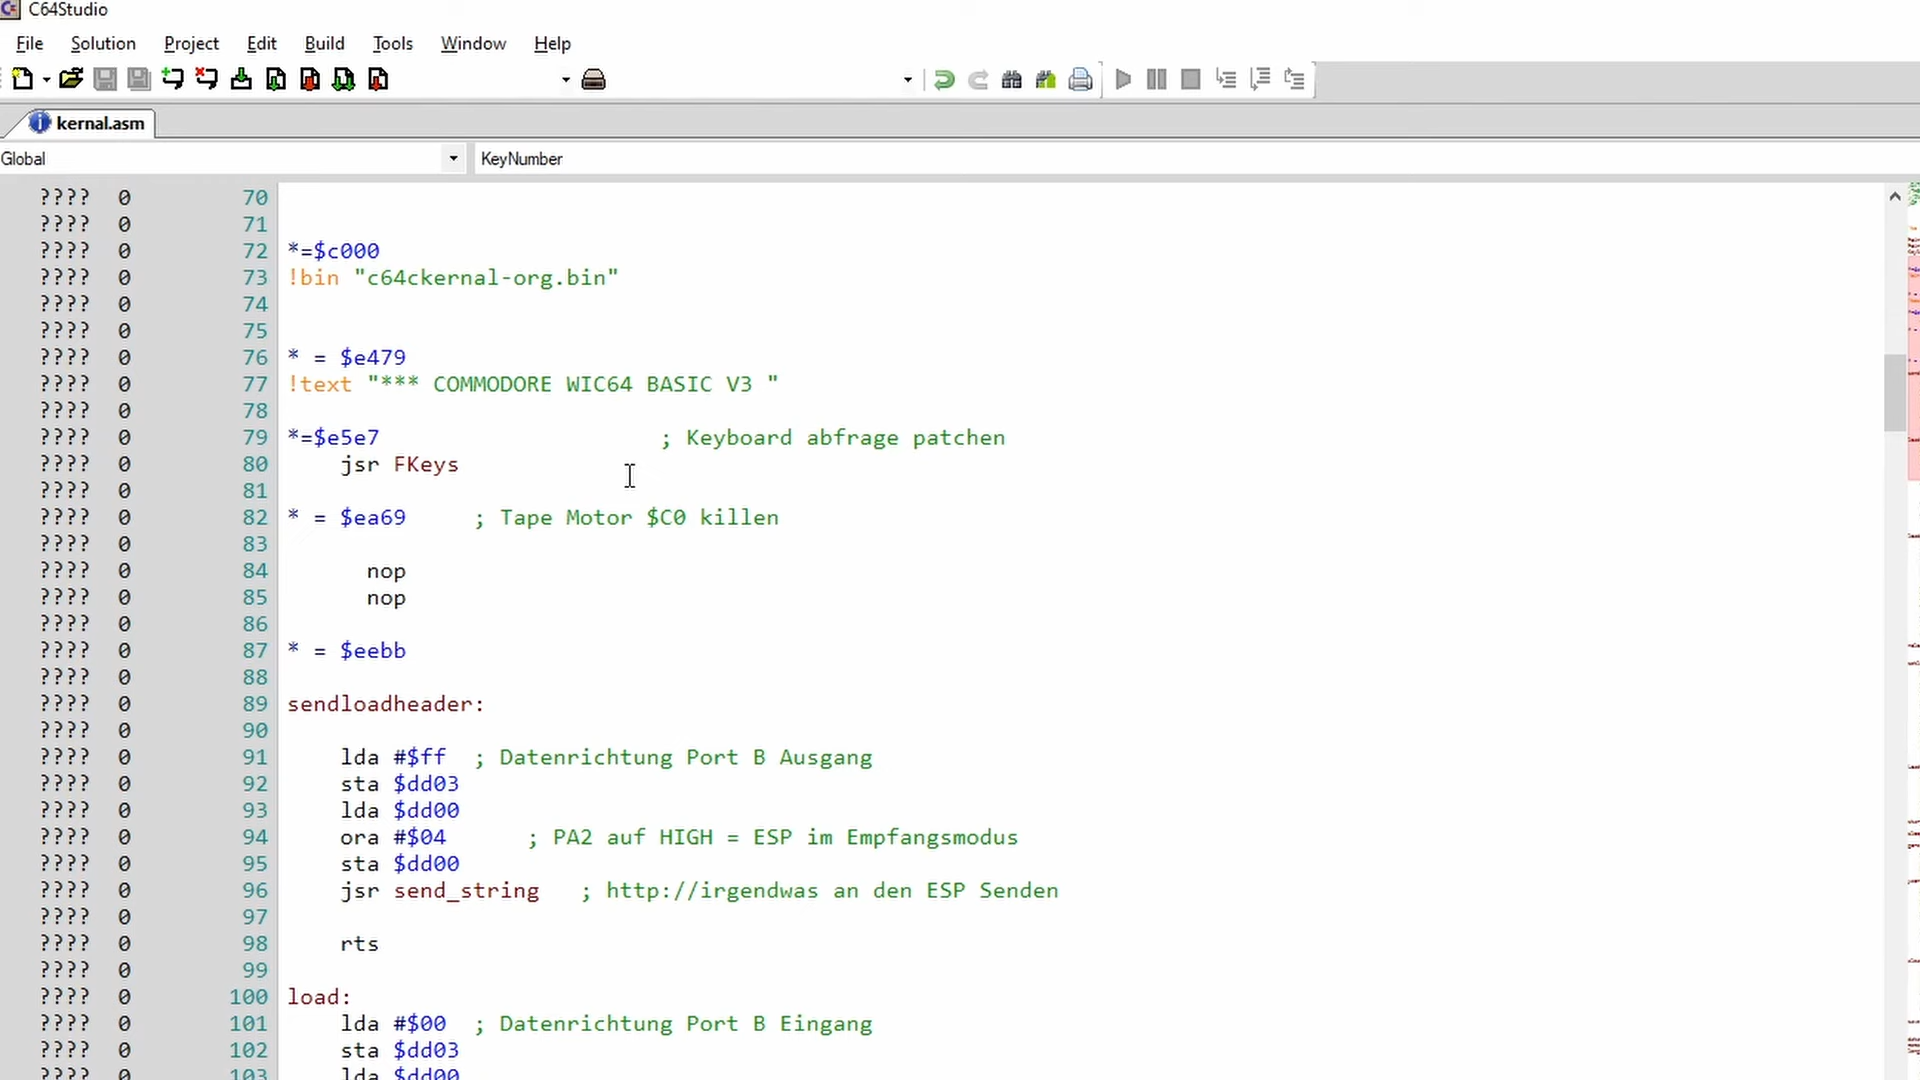 C64Studio
File Solution Project Edit Build Tools Window Help
kernal.asm
Global KeyNumber
???? 0 70
???? 0 71
???? 0 72 *=$c000
???? 0 73 !bin "c64ckernal-org.bin"
???? 0 74
???? 0 75
???? 0 76 * = $e479
???? 0 77 !text "*** COMMODORE WIC64 BASIC V3 "
???? 0 78
???? 0 79 *=$e5e7 ; Keyboard abfrage patchen
???? 0 80 jsr FKeys
???? 0 81
???? 0 82 * = $ea69 ; Tape Motor $C0 killen
???? 0 83
???? 0 84 nop
???? 0 85 nop
???? 0 86
???? 0 87 * = $eebb
???? 0 88
???? 0 89 sendloadheader:
???? 0 90
???? 0 91 lda #$ff ; Datenrichtung Port B Ausgang
???? 0 92 sta $dd03
???? 0 93 lda $dd00
???? 0 94 ora #$04 ; PA2 auf HIGH = ESP im Empfangsmodus
???? 0 95 sta $dd00
???? 0 96 jsr send_string ; http://irgendwas an den ESP Senden
???? 0 97
???? 0 98 rts
???? 0 99
???? 0 100 load:
???? 0 101 lda #$00 ; Datenrichtung Port B Eingang
???? 0 102 sta $dd03
???? 0 103 lda $dd00